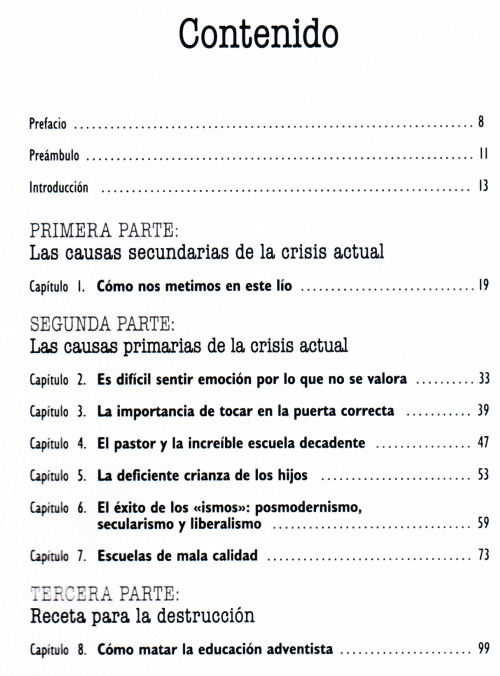 Contenido
Prefacio ........................................................ 8
Preámbulo ...................................................... 11
Introducción ................................................... 13
PRIMERA PARTE:
Las causas secundarias de la crisis actual
Capítulo 1. Cómo nos metimos en este lío .......................... 19
SEGUNDA PARTE:
Las causas primarias de la crisis actual
Capítulo 2. Es difícil sentir emoción por lo que no se valora .......... 33
Capítulo 3. La importancia de tocar en la puerta correcta ........... 39
Capítulo 4. El pastor y la increíble escuela decadente ............... 47
Capítulo 5. La deficiente crianza de los hijos ....................... 53
Capítulo 6. El éxito de los «ismos»: posmodernismo,
secularismo y liberalismo .............................. 59
Capítulo 7. Escuelas de mala calidad ............................... 73
TERCERA PARTE:
Receta para la destrucción
Capítulo 8. Cómo matar la educación adventista .................... 99